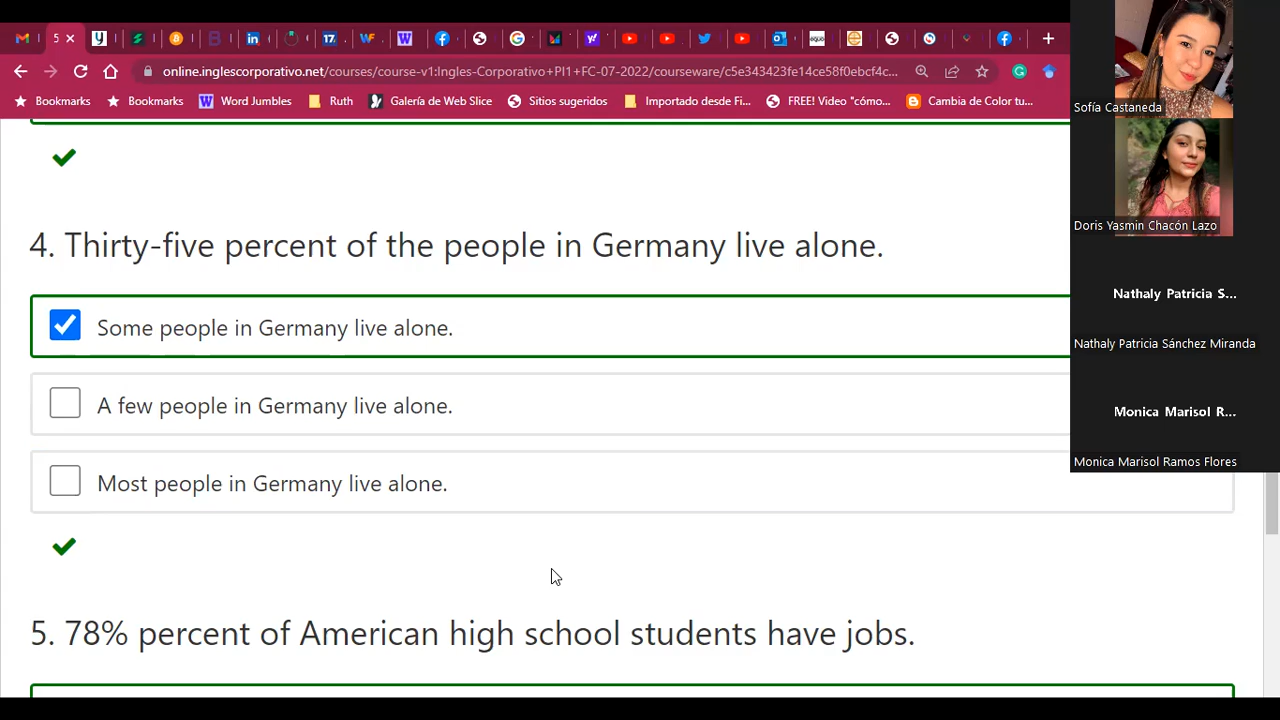 5
17
online.inglescorporativo.net/courses/course-v1:Ingles-Corporativo+PI1+FC-07-2022/courseware/c5e343423fe14ce58f0ebcf4c...
Bookmarks
Bookmarks
Word Jumbles
Ruth
Galería de Web Slice
Sitios sugeridos
Importado desde Fi...
FREE! Video "cómo...
Cambia de Color tu...
Sofía Castaneda
Doris Yasmin Chacón Lazo
Nathaly Patricia S...
Nathaly Patricia Sánchez Miranda
Monica Marisol R...
Monica Marisol Ramos Flores
4. Thirty-five percent of the people in Germany live alone.
Some people in Germany live alone.
A few people in Germany live alone.
Most people in Germany live alone.
5. 78% percent of American high school students have jobs.